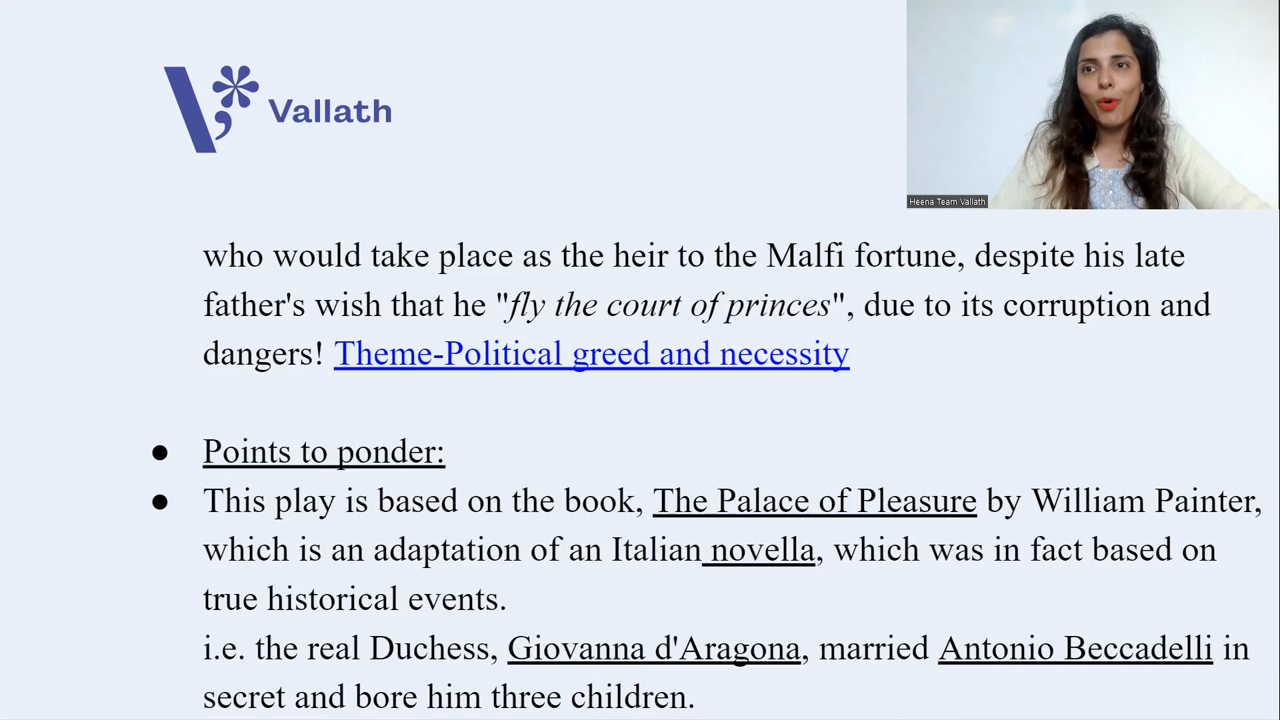 Vallath
Heena Team Vallath
who would take place as the heir to the Malfi fortune, despite his late
father's wish that he "fly the court of princes", due to its corruption and
dangers! Theme-Political greed and necessity
● Points to ponder:
● This play is based on the book, The Palace of Pleasure by William Painter,
which is an adaptation of an Italian novella, which was in fact based on
true historical events.
i.e. the real Duchess, Giovanna d'Aragona, married Antonio Beccadelli in
secret and bore him three children.